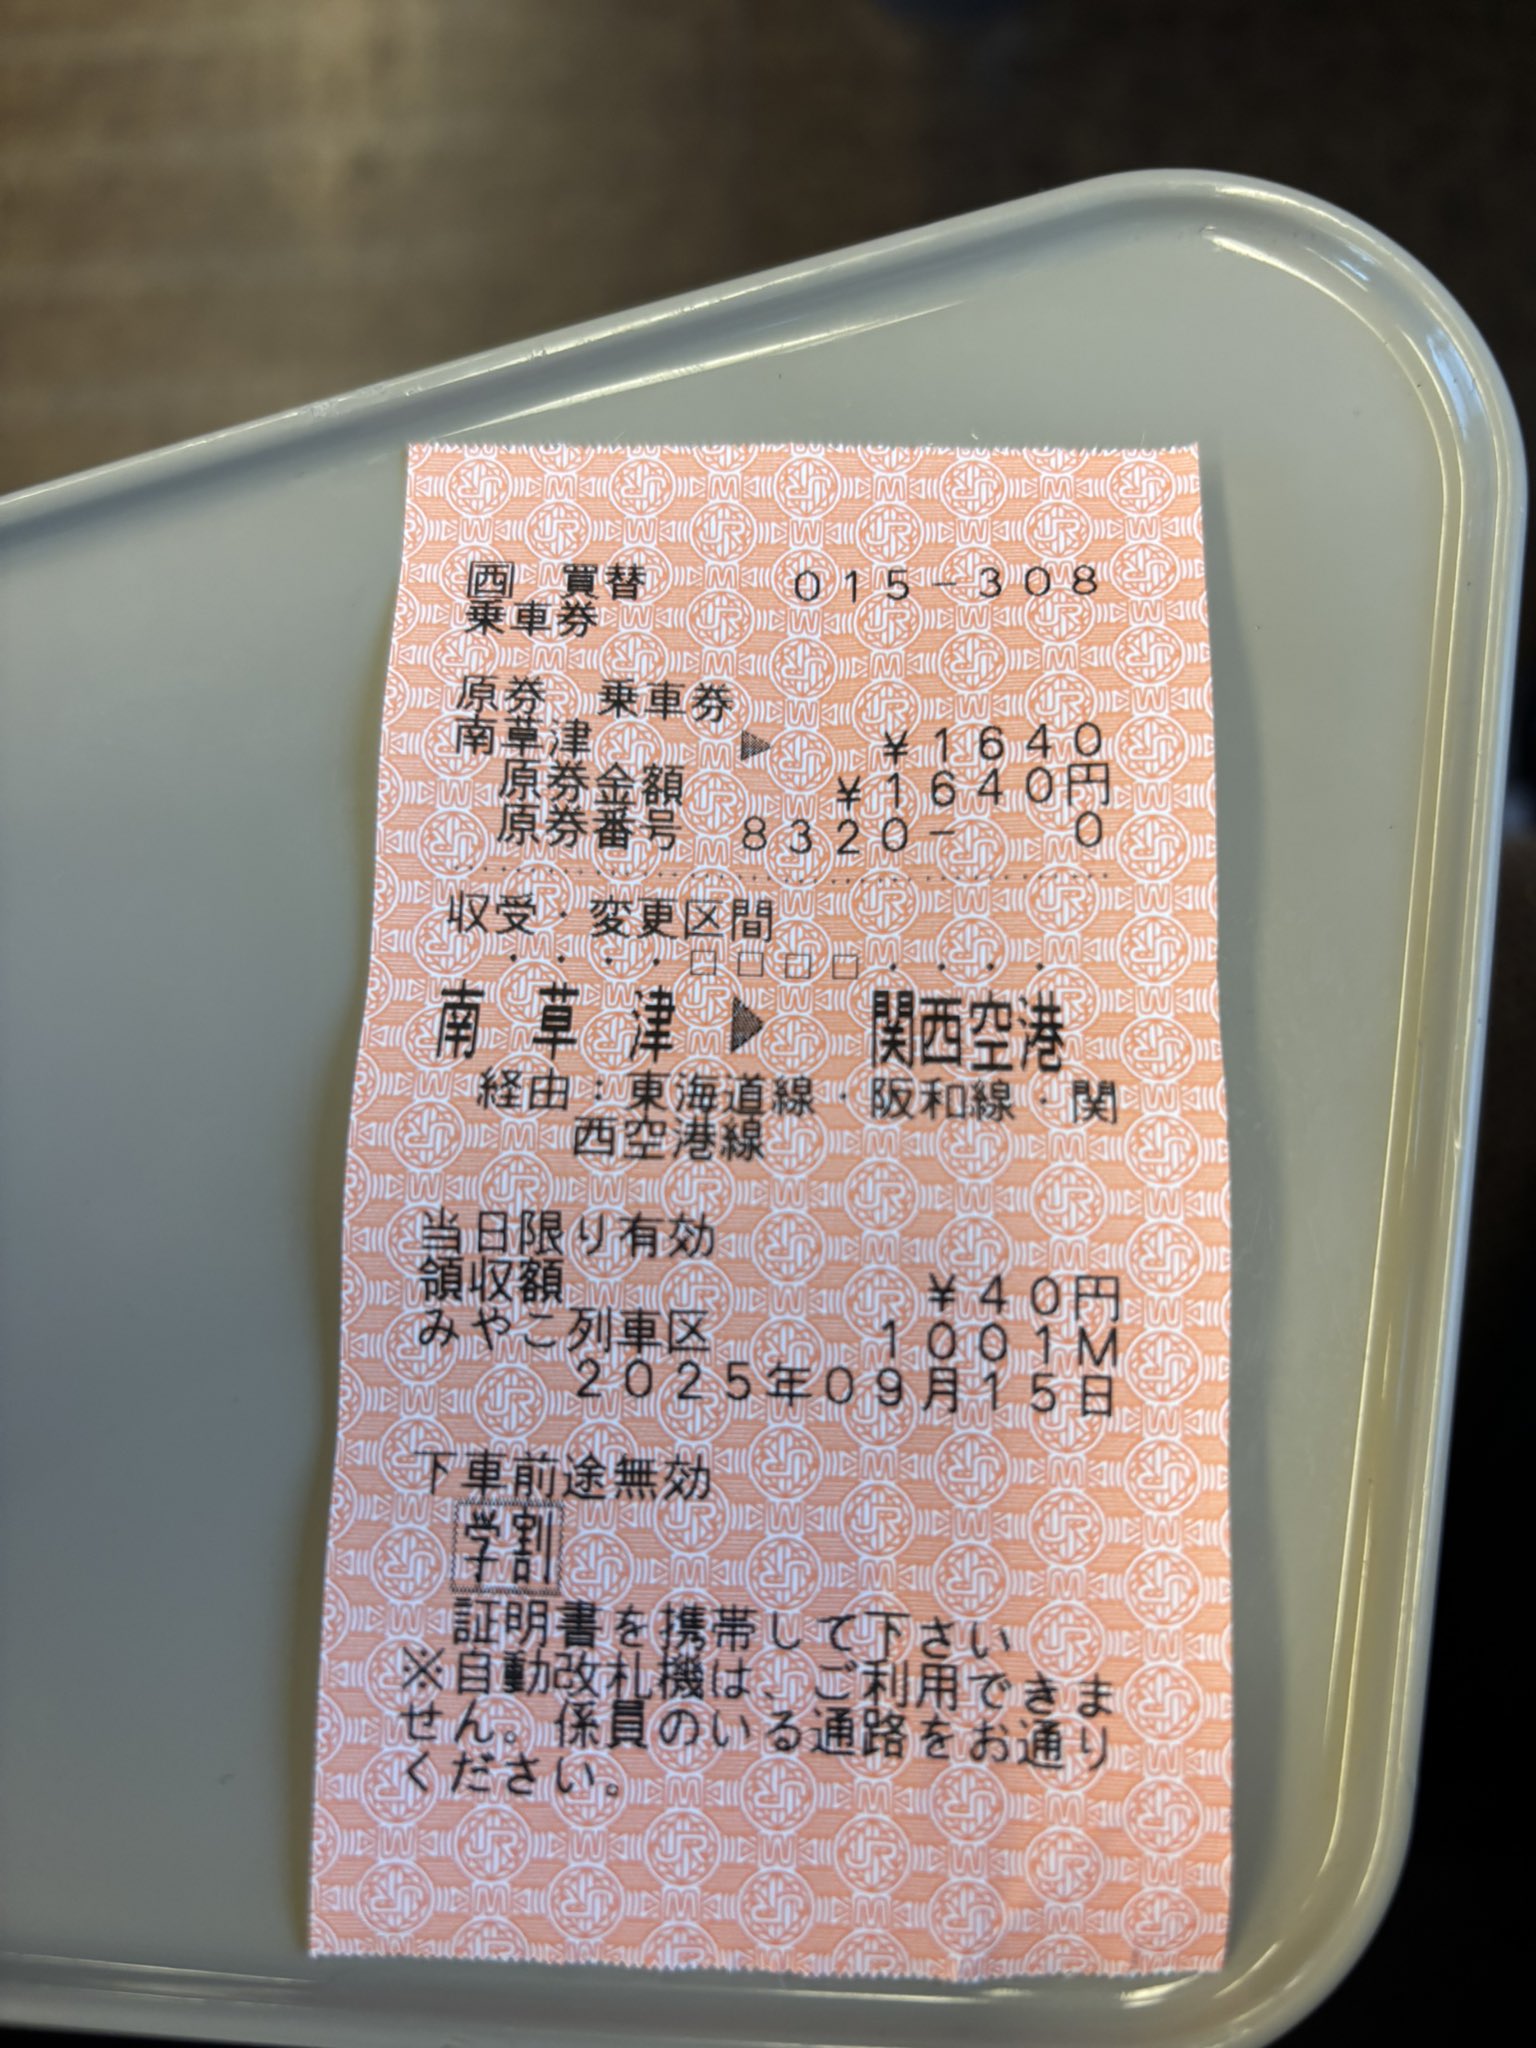 西 買替 015-308
乗車券
原券 乗車券
南草津 ▶ ¥1640
原券金額 ¥1640円
原券番号 8320- 0
収受・変更区間
・・・・□□□□・・・・
南草津 ▶ 関西空港
経由:東海道線・阪和線・関
西空港線
当日限り有効
領収額 ¥40円
みやこ列車区 1001M
2025年09月15日
下車前途無効
学割
証明書を携帯して下さい
※自動改札機は、ご利用できま
せん。係員のいる通路をお通り
ください。